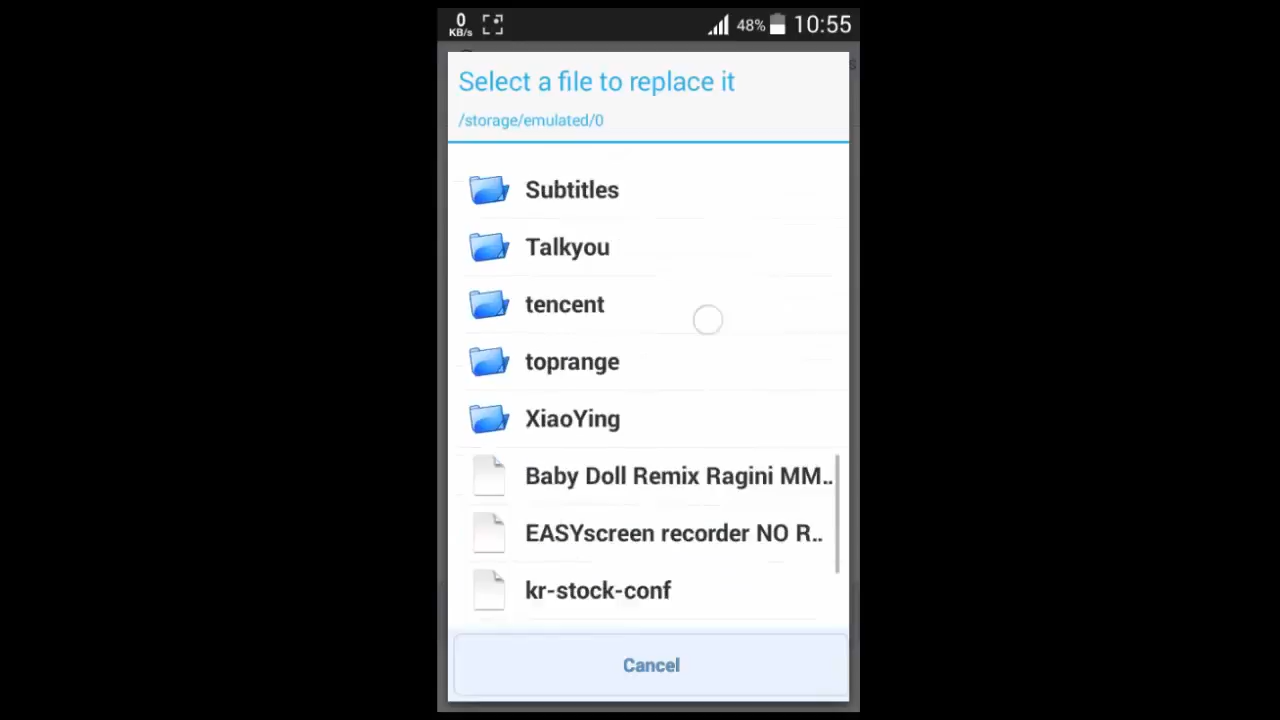 0
KB/s
48%
10:55
Select a file to replace it
/storage/emulated/0
Subtitles
Talkyou
tencent
toprange
XiaoYing
Baby Doll Remix Ragini MM..
EASYscreen recorder NO R..
kr-stock-conf
Cancel